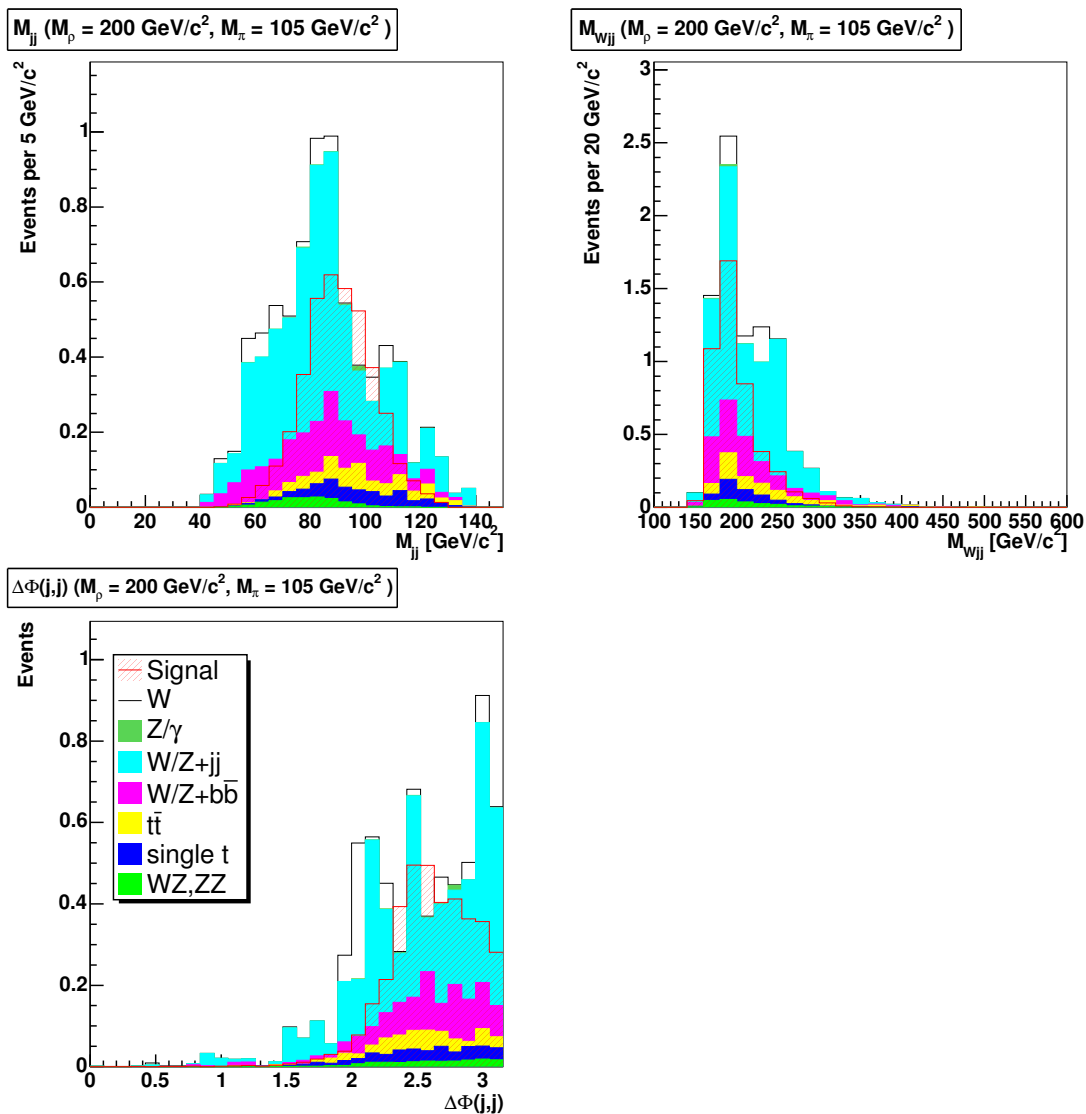 M_jj (M_ρ = 200 GeV/c², M_π = 105 GeV/c² )
Events per 5 GeV/c²
1
0.8
0.6
0.4
0.2
0
0 20 40 60 80 100 120 140
M_jj [GeV/c²]
M_Wjj (M_ρ = 200 GeV/c², M_π = 105 GeV/c² )
Events per 20 GeV/c²
3
2.5
2
1.5
1
0.5
0
100 150 200 250 300 350 400 450 500 550 600
M_Wjj [GeV/c²]
ΔΦ(j,j) (M_ρ = 200 GeV/c², M_π = 105 GeV/c² )
Events
1
0.8
0.6
0.4
0.2
0
Signal
W
Z/γ
W/Z+jj
W/Z+bb̄
tt̄
single t
WZ,ZZ
0 0.5 1 1.5 2 2.5 3
ΔΦ(j,j)